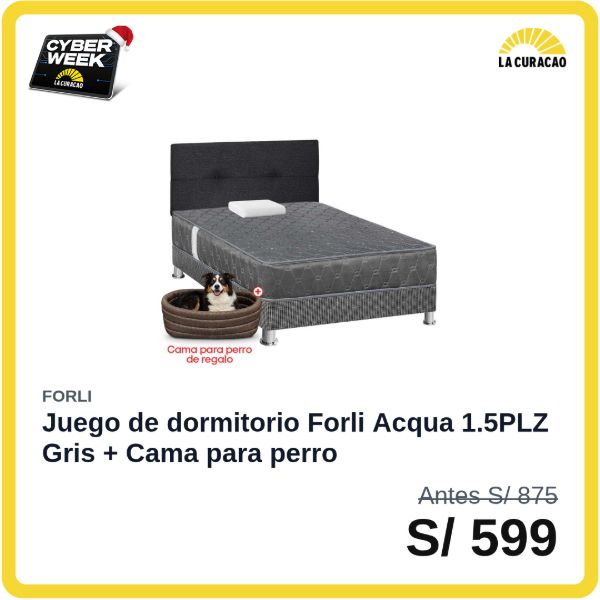 CYBER
WEEK
LA CURACAO
LA CURACAO
+
Cama para perro
de regalo
FORLI
Juego de dormitorio Forli Acqua 1.5PLZ
Gris + Cama para perro
Antes S/ 875
S/ 599